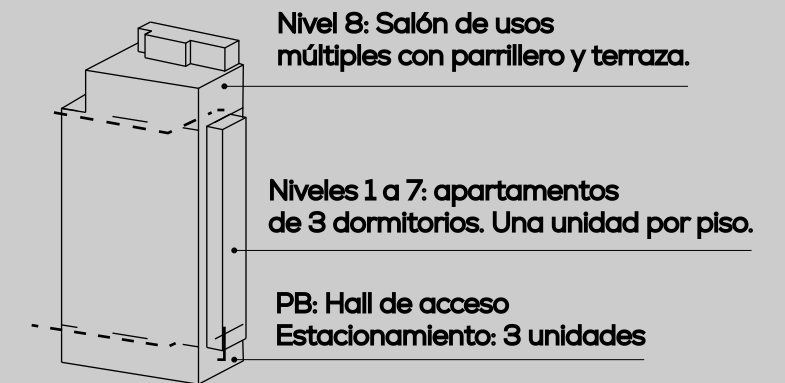 Nivel 8: Salón de usos
múltiples con parrillero y terraza.
Niveles 1 a 7: apartamentos
de 3 dormitorios. Una unidad por piso.
PB: Hall de acceso
Estacionamiento: 3 unidades